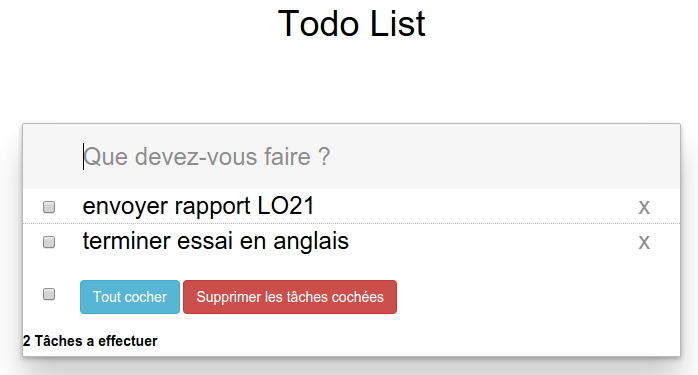 Todo List
Que devez-vous faire ?
envoyer rapport LO21 x
terminer essai en anglais x
Tout cocher Supprimer les tâches cochées
2 Tâches a effectuer